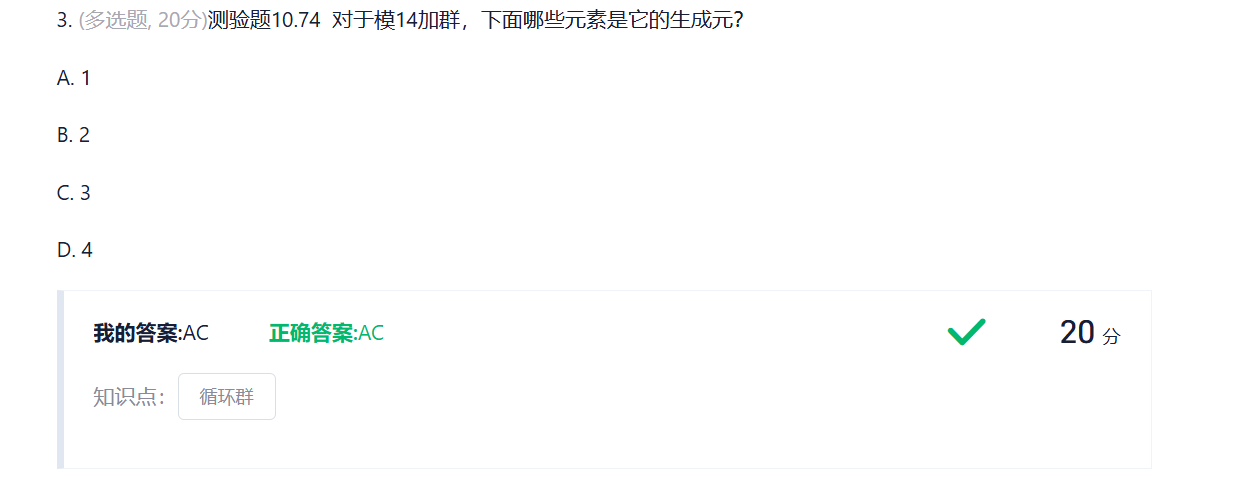 3. (多选题, 20分)测验题10.74 对于模14加群，下面哪些元素是它的生成元?
A. 1
B. 2
C. 3
D. 4
我的答案:AC 正确答案:AC 20 分
知识点： 循环群